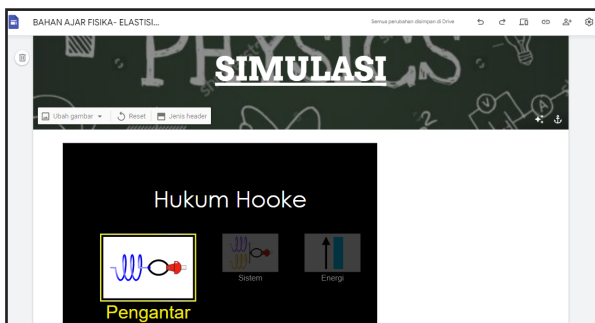 BAHAN AJAR FISIKA- ELASTISI...
Semua perubahan disimpan di Drive
PHYSICS
SIMULASI
Ubah gambar
Reset
Jenis header
Hukum Hooke
Pengantar
Sistem
Energi